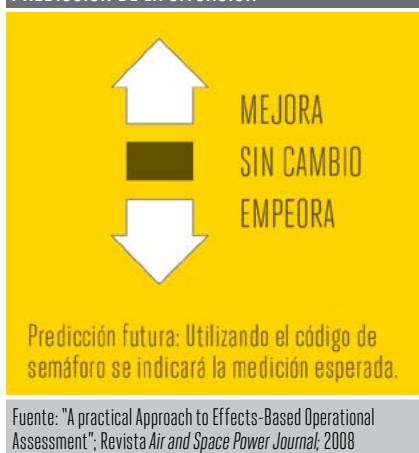 MEJORA
SIN CAMBIO
EMPEORA
Predicción futura: Utilizando el código de
semáforo se indicará la medición esperada.
Fuente: "A practical Approach to Effects-Based Operational
Assessment"; Revista Air and Space Power Journal; 2008